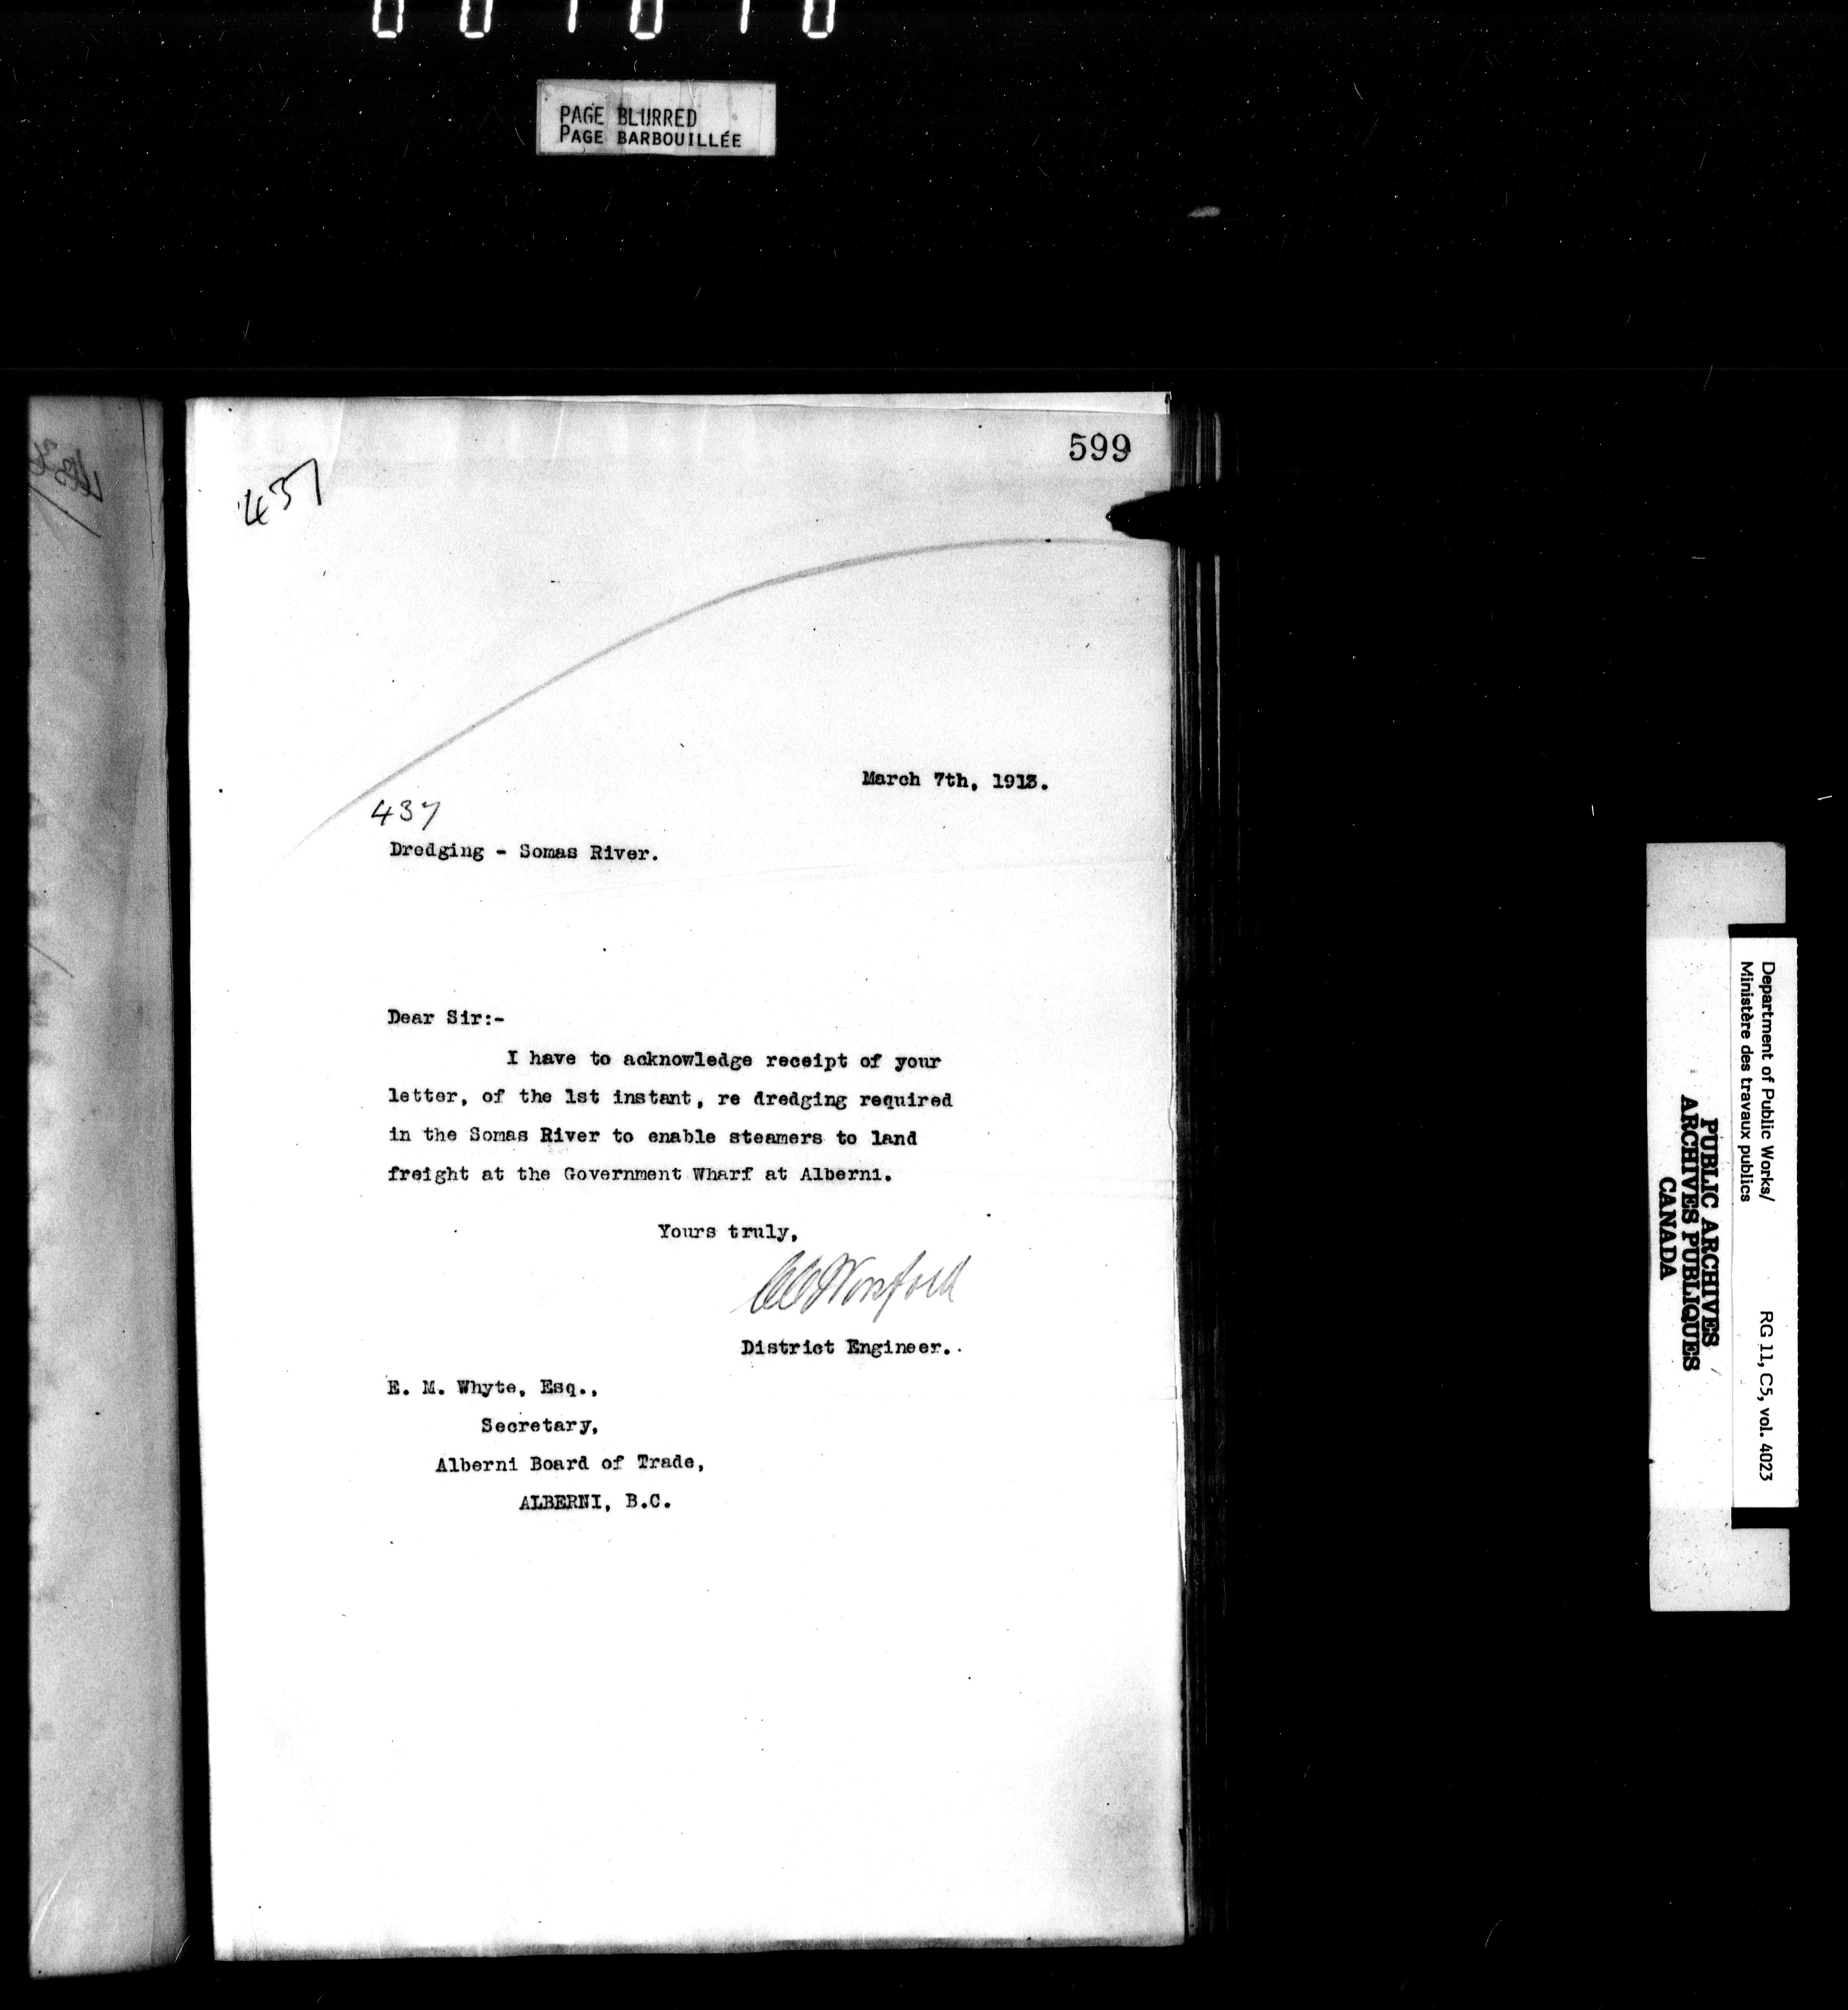 PAGE BLURRED
PAGE BARBOUILLÉE
599
437
March 7th, 1913.
437
Dredging - Somas River.
Dear Sir:-
I have to acknowledge receipt of your
letter, of the 1st instant, re dredging required
in the Somas River to enable steamers to land
freight at the Government Wharf at Alberni.
Yours truly,
District Engineer.
E. M. Whyte, Esq.,
Secretary,
Alberni Board of Trade,
ALBERNI, B.C.
Department of Public Works/
Ministère des travaux publics
RG 11, C5, vol. 4023
PUBLIC ARCHIVES
ARCHIVES PUBLIQUES
CANADA